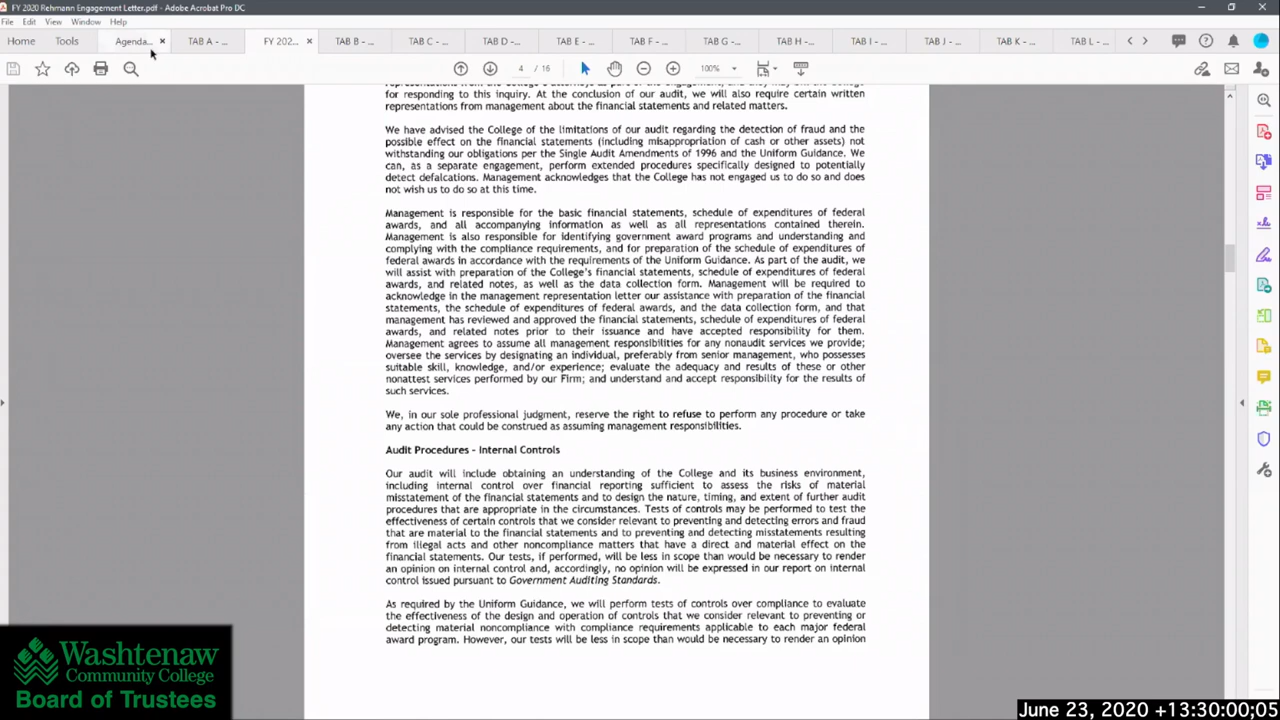 FY 2020 Rehmann Engagement Letter.pdf - Adobe Acrobat Pro DC
File Edit View Window Help
Home Tools Agenda... TAB A - ... FY 202... TAB B - ... TAB C - ... TAB D -... TAB E - ... TAB F - ... TAB G -... TAB H - ... TAB I - ... TAB J - ... TAB K - ... TAB L - ...
4 / 16 100%
for responding to this inquiry. At the conclusion of our audit, we will also require certain written
representations from management about the financial statements and related matters.
We have advised the College of the limitations of our audit regarding the detection of fraud and the
possible effect on the financial statements (including misappropriation of cash or other assets) not
withstanding our obligations per the Single Audit Amendments of 1996 and the Uniform Guidance. We
can, as a separate engagement, perform extended procedures specifically designed to potentially
detect defalcations. Management acknowledges that the College has not engaged us to do so and does
not wish us to do so at this time.
Management is responsible for the basic financial statements, schedule of expenditures of federal
awards, and all accompanying information as well as all representations contained therein.
Management is also responsible for identifying government award programs and understanding and
complying with the compliance requirements, and for preparation of the schedule of expenditures of
federal awards in accordance with the requirements of the Uniform Guidance. As part of the audit, we
will assist with preparation of the College's financial statements, schedule of expenditures of federal
awards, and related notes, as well as the data collection form. Management will be required to
acknowledge in the management representation letter our assistance with preparation of the financial
statements, the schedule of expenditures of federal awards, and the data collection form, and that
management has reviewed and approved the financial statements, schedule of expenditures of federal
awards, and related notes prior to their issuance and have accepted responsibility for them.
Management agrees to assume all management responsibilities for any nonaudit services we provide;
oversee the services by designating an individual, preferably from senior management, who possesses
suitable skill, knowledge, and/or experience; evaluate the adequacy and results of these or other
nonattest services performed by our Firm; and understand and accept responsibility for the results of
such services.
We, in our sole professional judgment, reserve the right to refuse to perform any procedure or take
any action that could be construed as assuming management responsibilities.
Audit Procedures - Internal Controls
Our audit will include obtaining an understanding of the College and its business environment,
including internal control over financial reporting sufficient to assess the risks of material
misstatement of the financial statements and to design the nature, timing, and extent of further audit
procedures that are appropriate in the circumstances. Tests of controls may be performed to test the
effectiveness of certain controls that we consider relevant to preventing and detecting errors and fraud
that are material to the financial statements and to preventing and detecting misstatements resulting
from illegal acts and other noncompliance matters that have a direct and material effect on the
financial statements. Our tests, if performed, will be less in scope than would be necessary to render
an opinion on internal control and, accordingly, no opinion will be expressed in our report on internal
control issued pursuant to Government Auditing Standards.
As required by the Uniform Guidance, we will perform tests of controls over compliance to evaluate
the effectiveness of the design and operation of controls that we consider relevant to preventing or
detecting material noncompliance with compliance requirements applicable to each major federal
award program. However, our tests will be less in scope than would be necessary to render an opinion
Washtenaw
Community College
Board of Trustees
June 23, 2020 +13:30:00;05